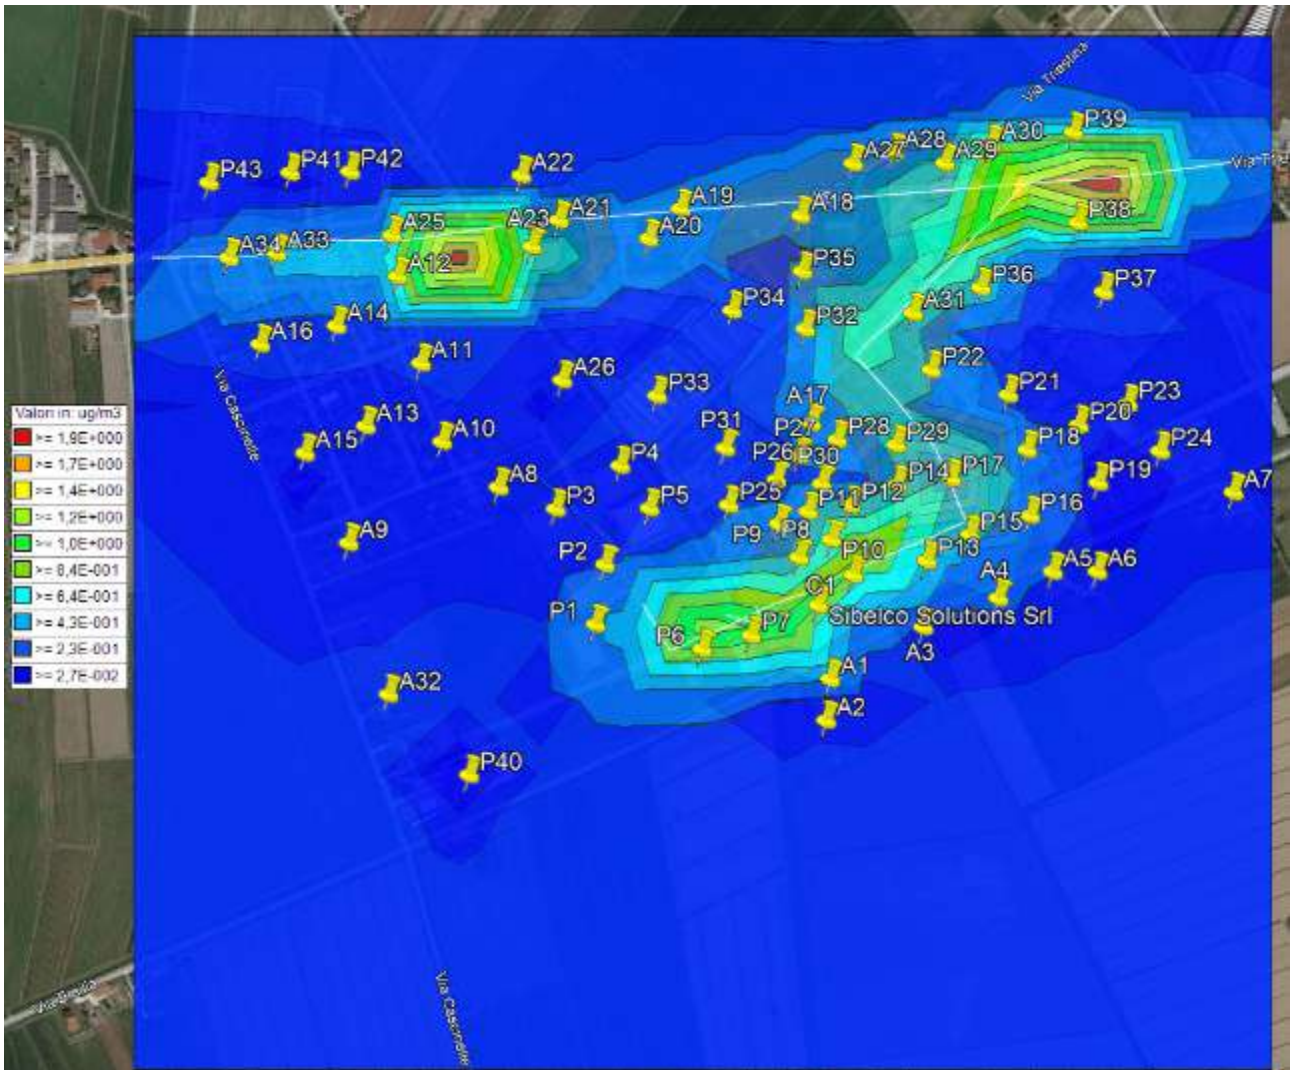 Via Triestina
P39
A30
A28
A27
A29
Via Trie
P43
P41
P42
A22
A19
A18
P38
A21
A23
A25
A20
A34
A33
A12
P35
P36
P37
A31
P34
P32
A14
A16
A11
P22
A26
P33
P21
Via Cascinelle
Valori in: ug/m3
>= 1,9E+000
>= 1,7E+000
>= 1,4E+000
>= 1,2E+000
>= 1,0E+000
>= 8,4E-001
>= 6,4E-001
>= 4,3E-001
>= 2,3E-001
>= 2,7E-002
A17
P23
P20
A13
A15
A10
P31
P27
P28
P29
P18
P24
P4
P26
P30
P14
P17
P19
A8
A7
P3
P5
P25
P11
P12
P16
A9
P9
P8
P15
P2
P10
P13
A5
A6
A4
C1
P1
Sibelco Solutions Srl
P6
P7
A3
A1
A32
A2
P40
Via Cascinelle